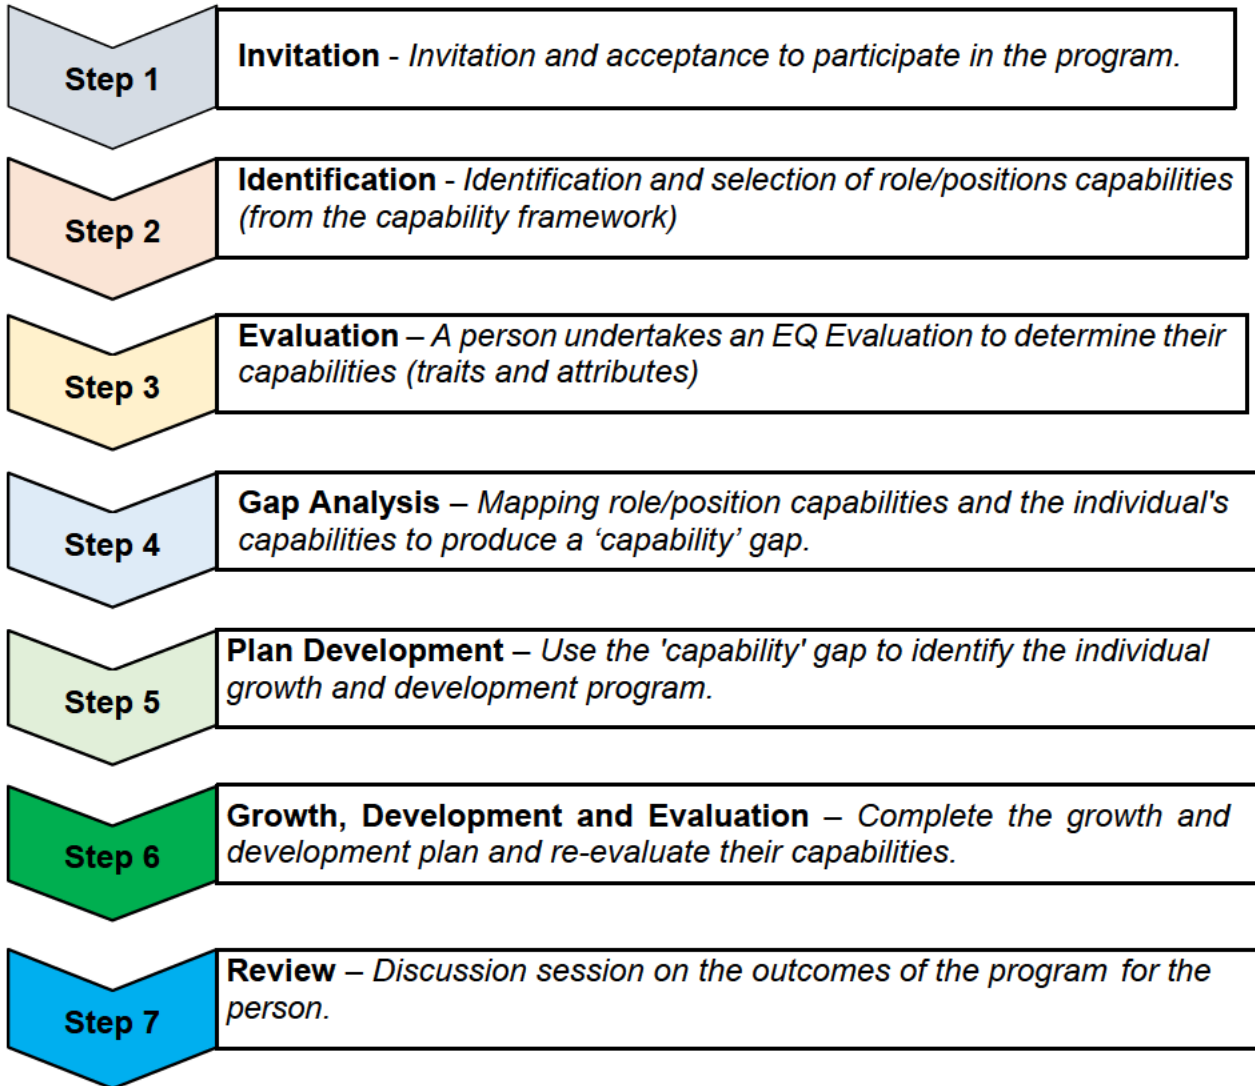 Step 1
Invitation - Invitation and acceptance to participate in the program.
Step 2
Identification - Identification and selection of role/positions capabilities
(from the capability framework)
Step 3
Evaluation – A person undertakes an EQ Evaluation to determine their
capabilities (traits and attributes)
Step 4
Gap Analysis – Mapping role/position capabilities and the individual's
capabilities to produce a ‘capability’ gap.
Step 5
Plan Development – Use the 'capability' gap to identify the individual
growth and development program.
Step 6
Growth, Development and Evaluation – Complete the growth and
development plan and re-evaluate their capabilities.
Step 7
Review – Discussion session on the outcomes of the program for the
person.